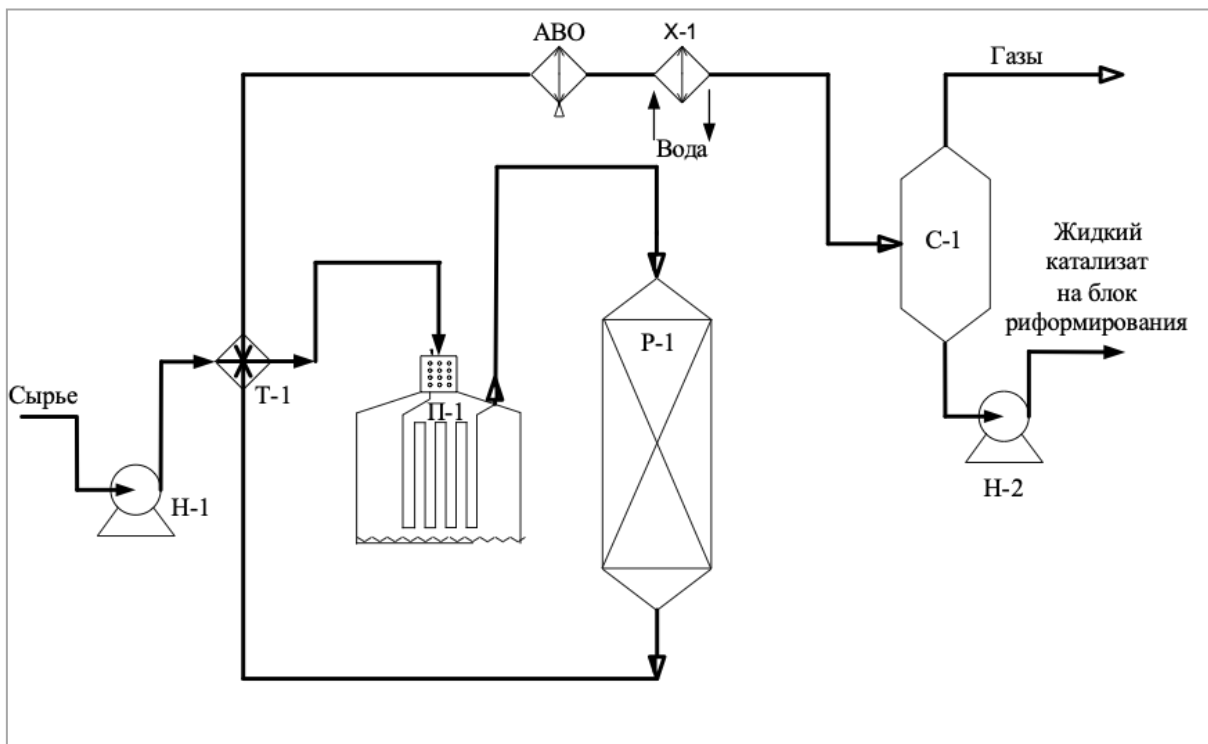 АВО
Х-1
Газы
Вода
С-1
Жидкий
катализат
на блок
риформирования
Р-1
Т-1
П-1
Сырье
Н-1
Н-2